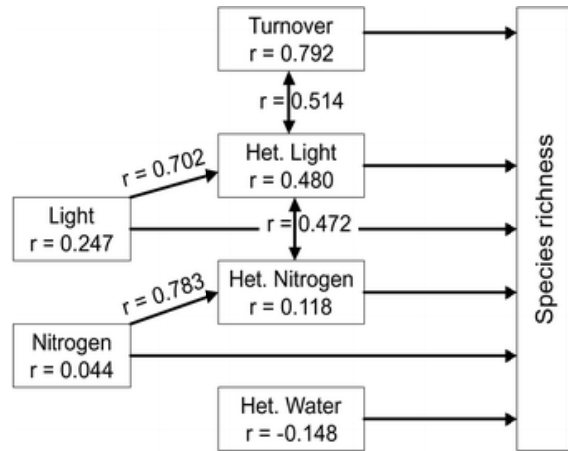 Turnover
r = 0.792
r = 0.514
r = 0.702
Het. Light
r = 0.480
Light
r = 0.247
r = 0.472
r = 0.783
Het. Nitrogen
r = 0.118
Nitrogen
r = 0.044
Het. Water
r = -0.148
Species richness